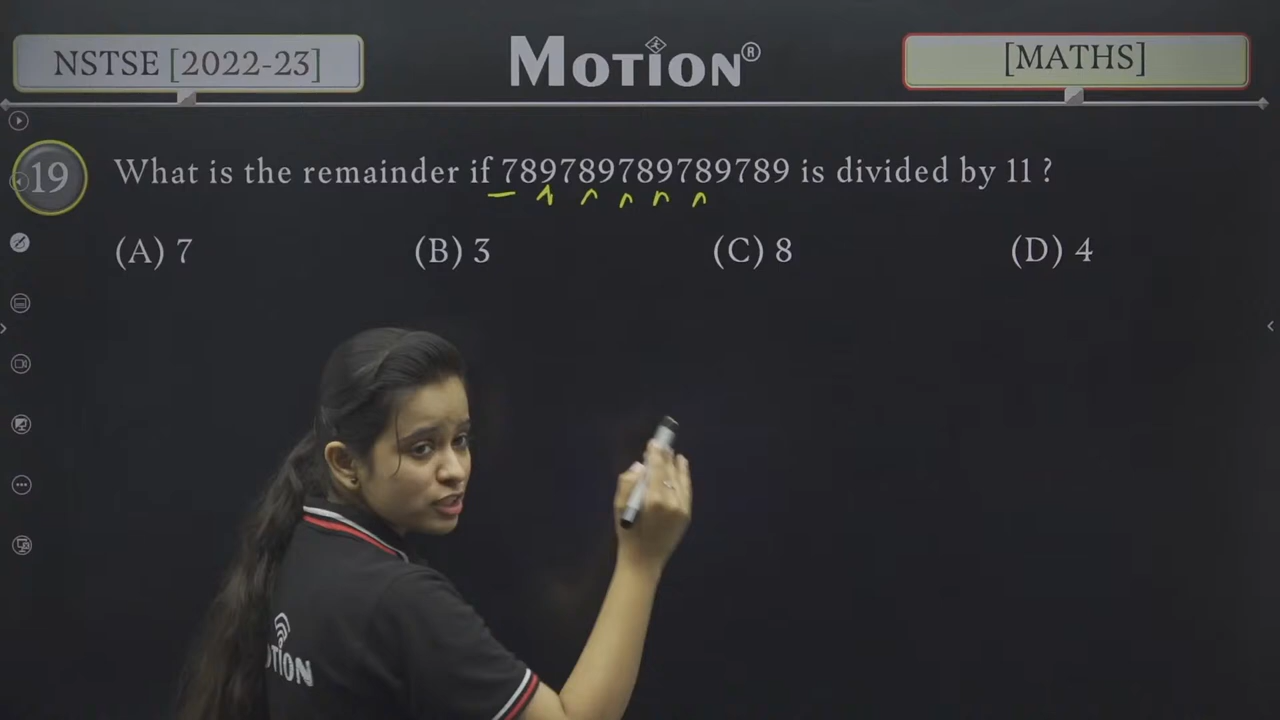 NSTSE [2022-23]
MOTION®
[MATHS]
19
What is the remainder if 789789789789789 is divided by 11 ?
(A) 7
(B) 3
(C) 8
(D) 4
OTION